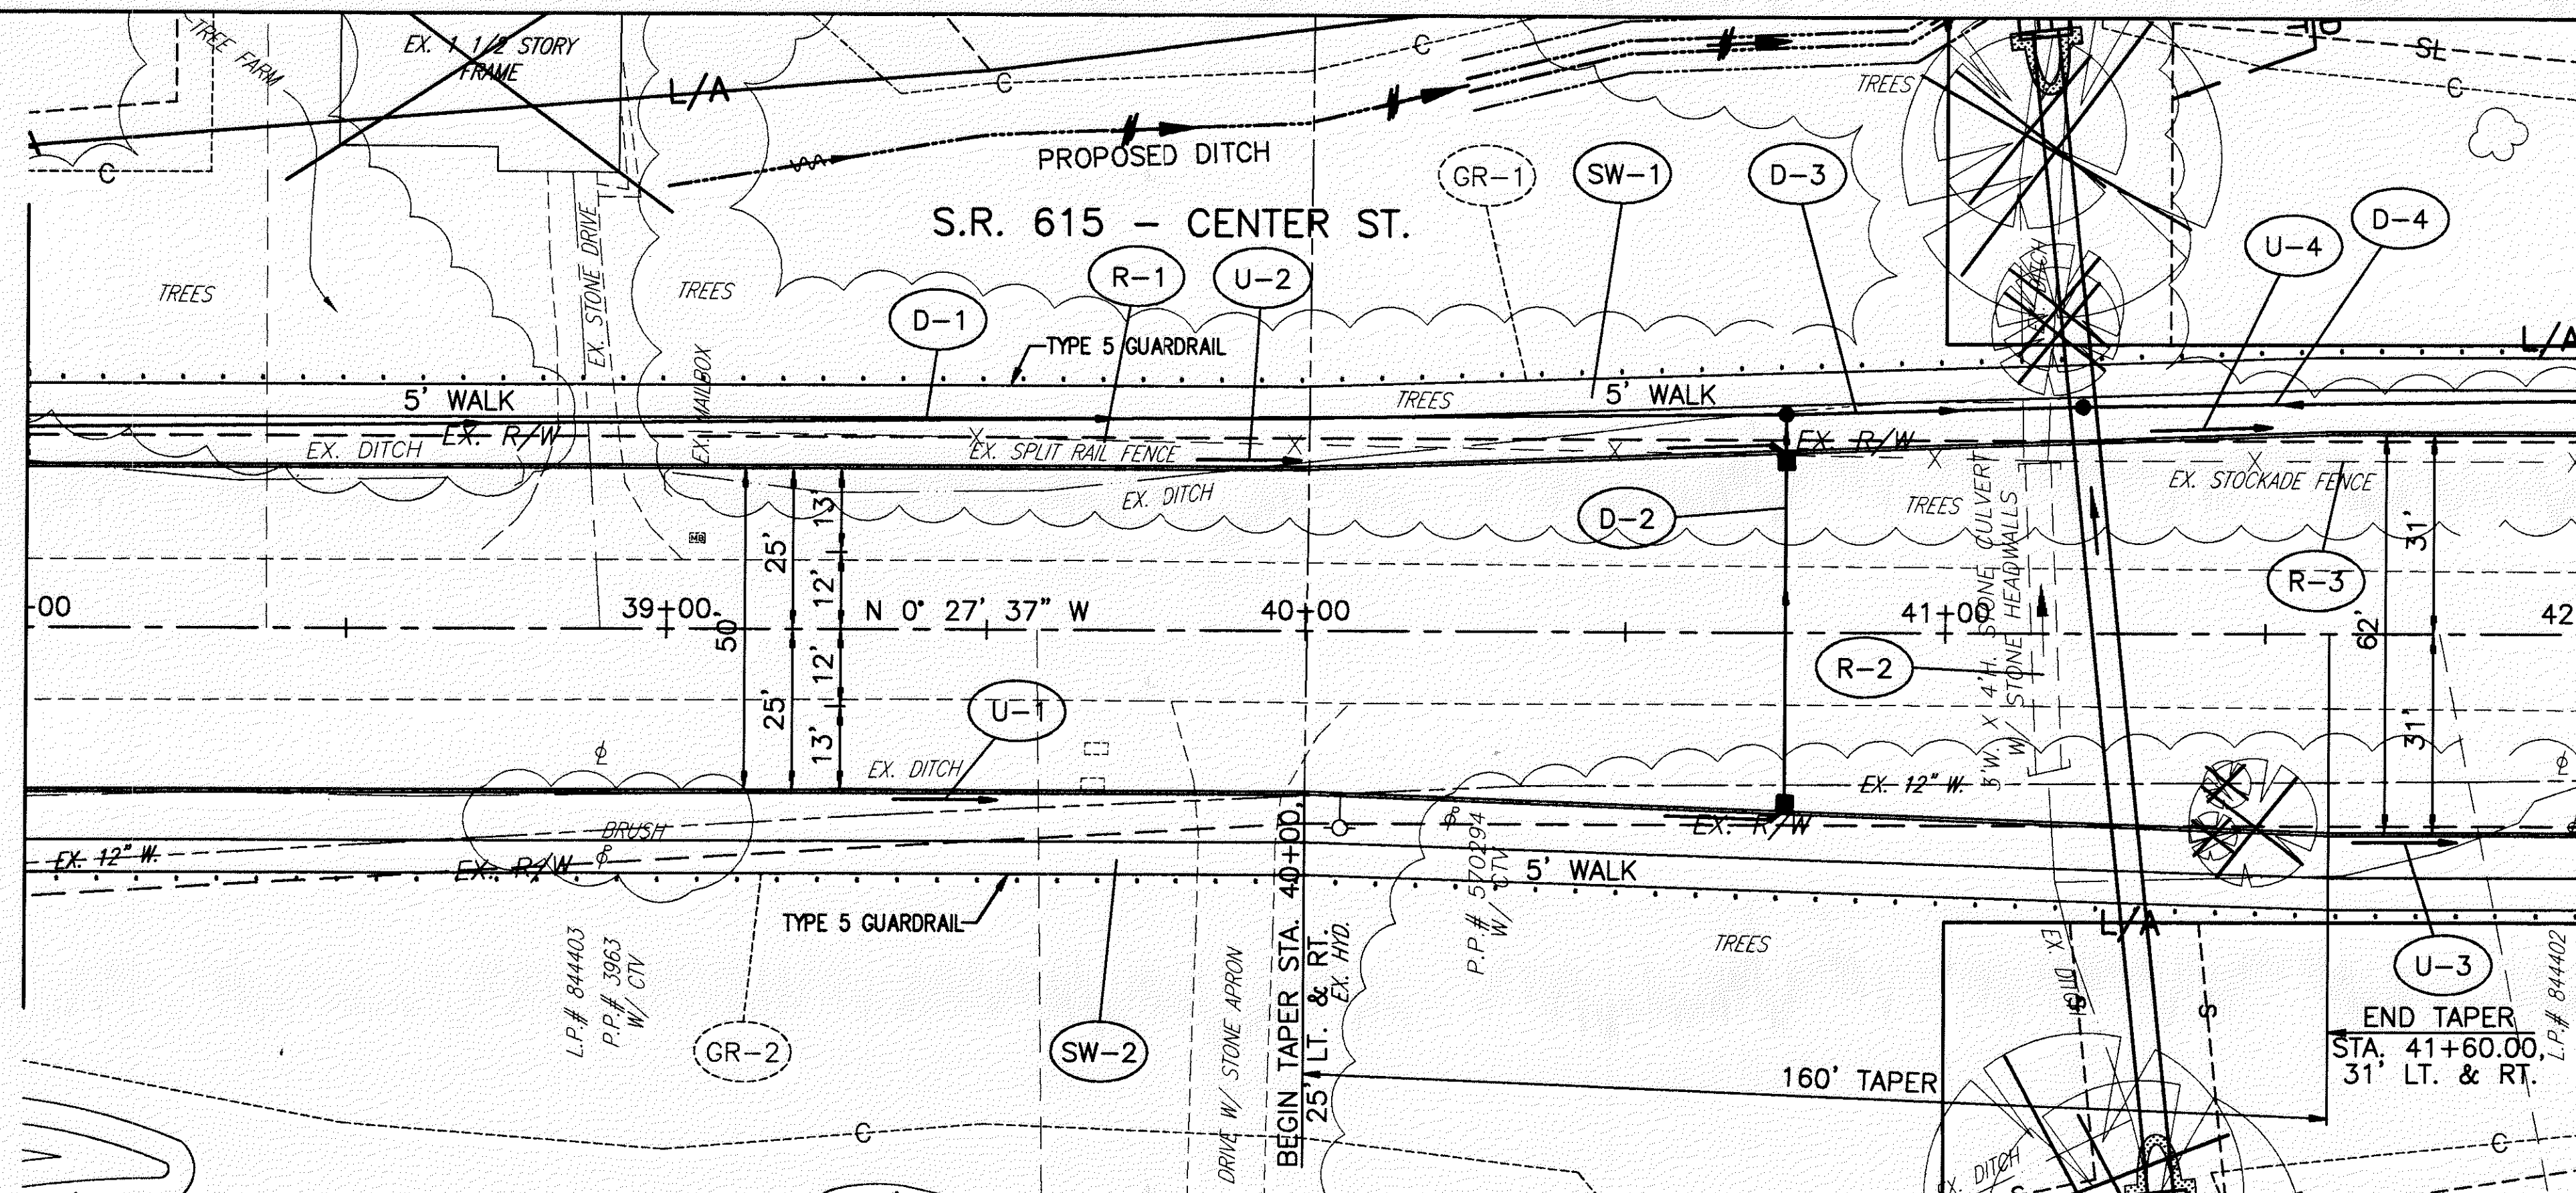 TREE FARM
EX. 1 1/2 STORY
FRAME
L/A
C
C
C
SL
C
TREES
PROPOSED DITCH
GR-1
SW-1
D-3
S.R. 615 - CENTER ST.
U-4
D-4
R-1
U-2
D-1
TREES
TREES
EX. STONE DRIVE
EX. MAILBOX
TYPE 5 GUARDRAIL
L/A
5' WALK
TREES
5' WALK
EX. R/W
EX. DITCH
EX. SPLIT RAIL FENCE
EX. R/W
EX. DITCH
EX. STOCKADE FENCE
D-2
TREES
MB
R-3
13'
25'
12'
50'
12'
25'
13'
-00
39+00
N 0° 27' 37" W
40+00
41+00
42
3'W. X 4'H. STONE CULVERT
W/ STONE HEADWALLS
R-2
31'
62'
31'
U-1
EX. DITCH
EX. 12" W.
BRUSH
EX. 12" W.
EX. R/W
EX. R/W
5' WALK
TYPE 5 GUARDRAIL
L.P.# 844403
P.P.# 3963
W/ CTV
GR-2
SW-2
DRIVE W/ STONE APRON
BEGIN TAPER STA. 40+00,
25' LT. & RT.
EX. HYD.
P.P.# 570294
W/ CTV
TREES
L/A
EX. DITCH
S
U-3
L.P.# 844402
END TAPER
STA. 41+60.00,
31' LT. & RT.
160' TAPER
C
C
EX. DITCH
S